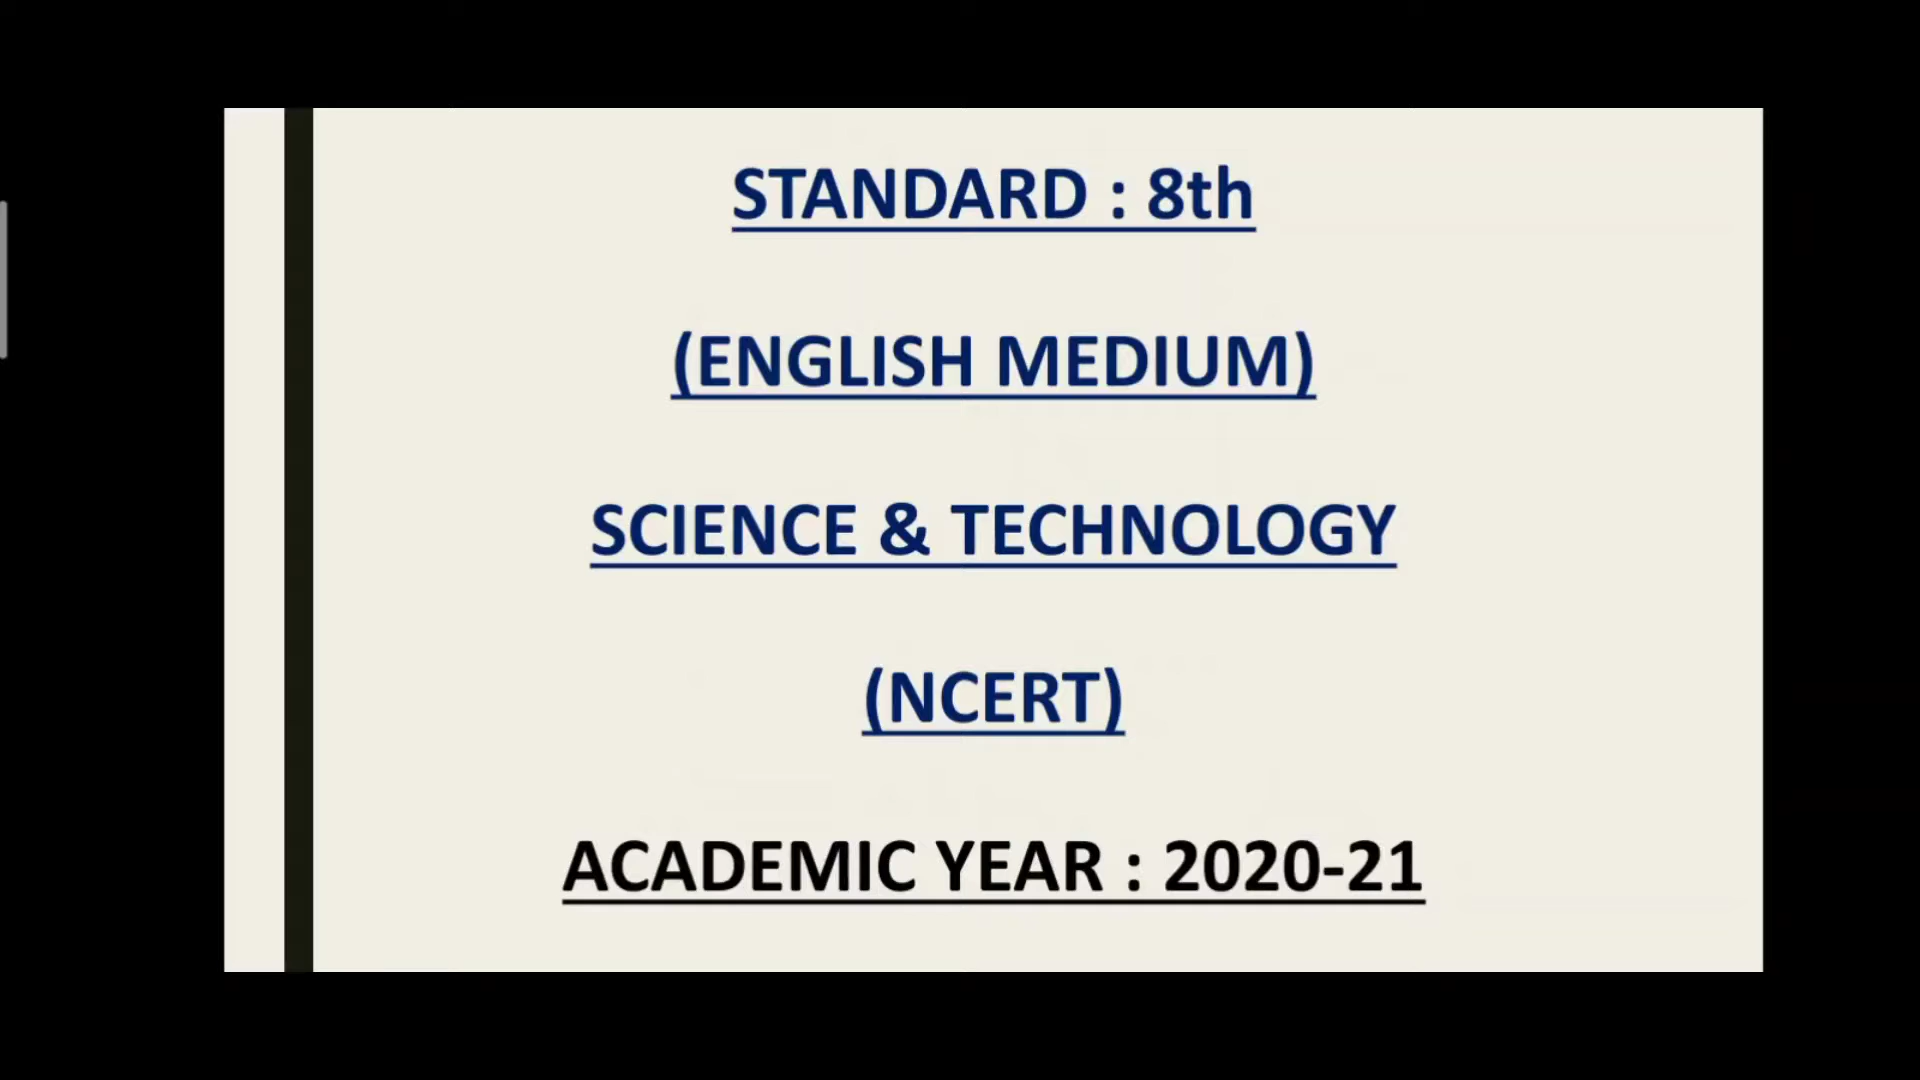 STANDARD : 8th
(ENGLISH MEDIUM)
SCIENCE & TECHNOLOGY
(NCERT)
ACADEMIC YEAR : 2020-21